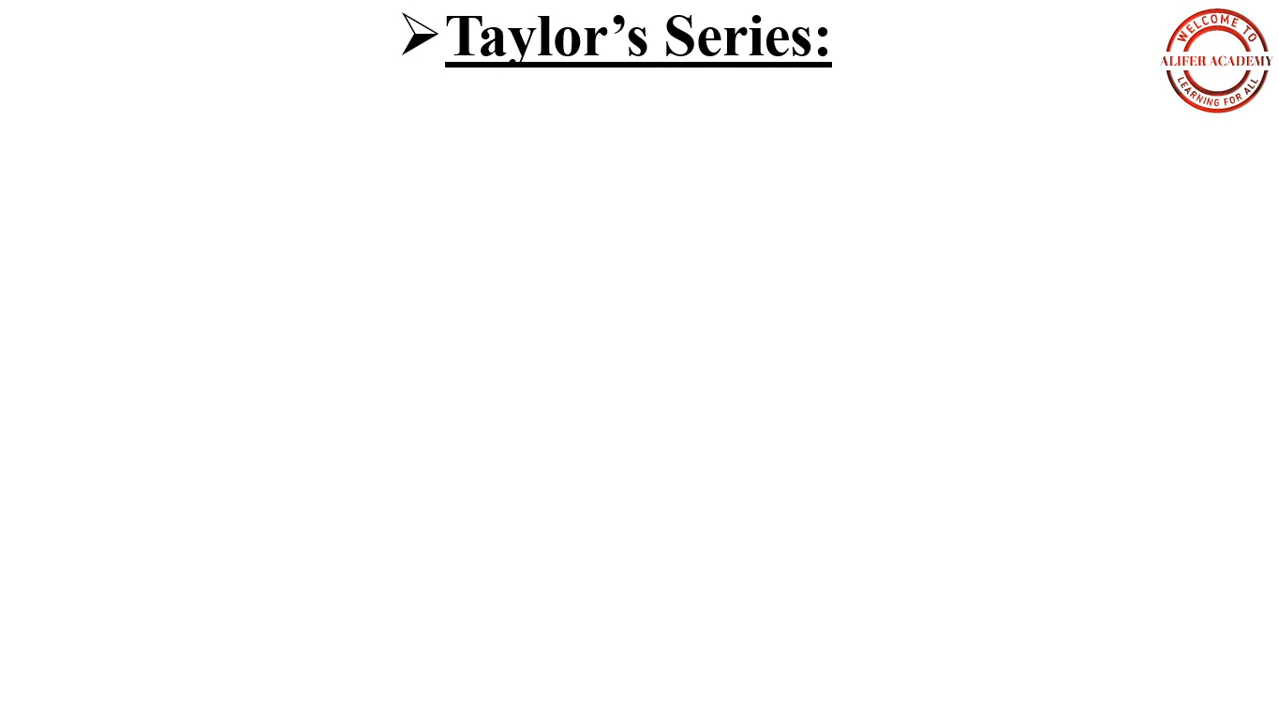 ➢Taylor’s Series:
WELCOME TO
ALIFER ACADEMY
LEARNING FOR ALL